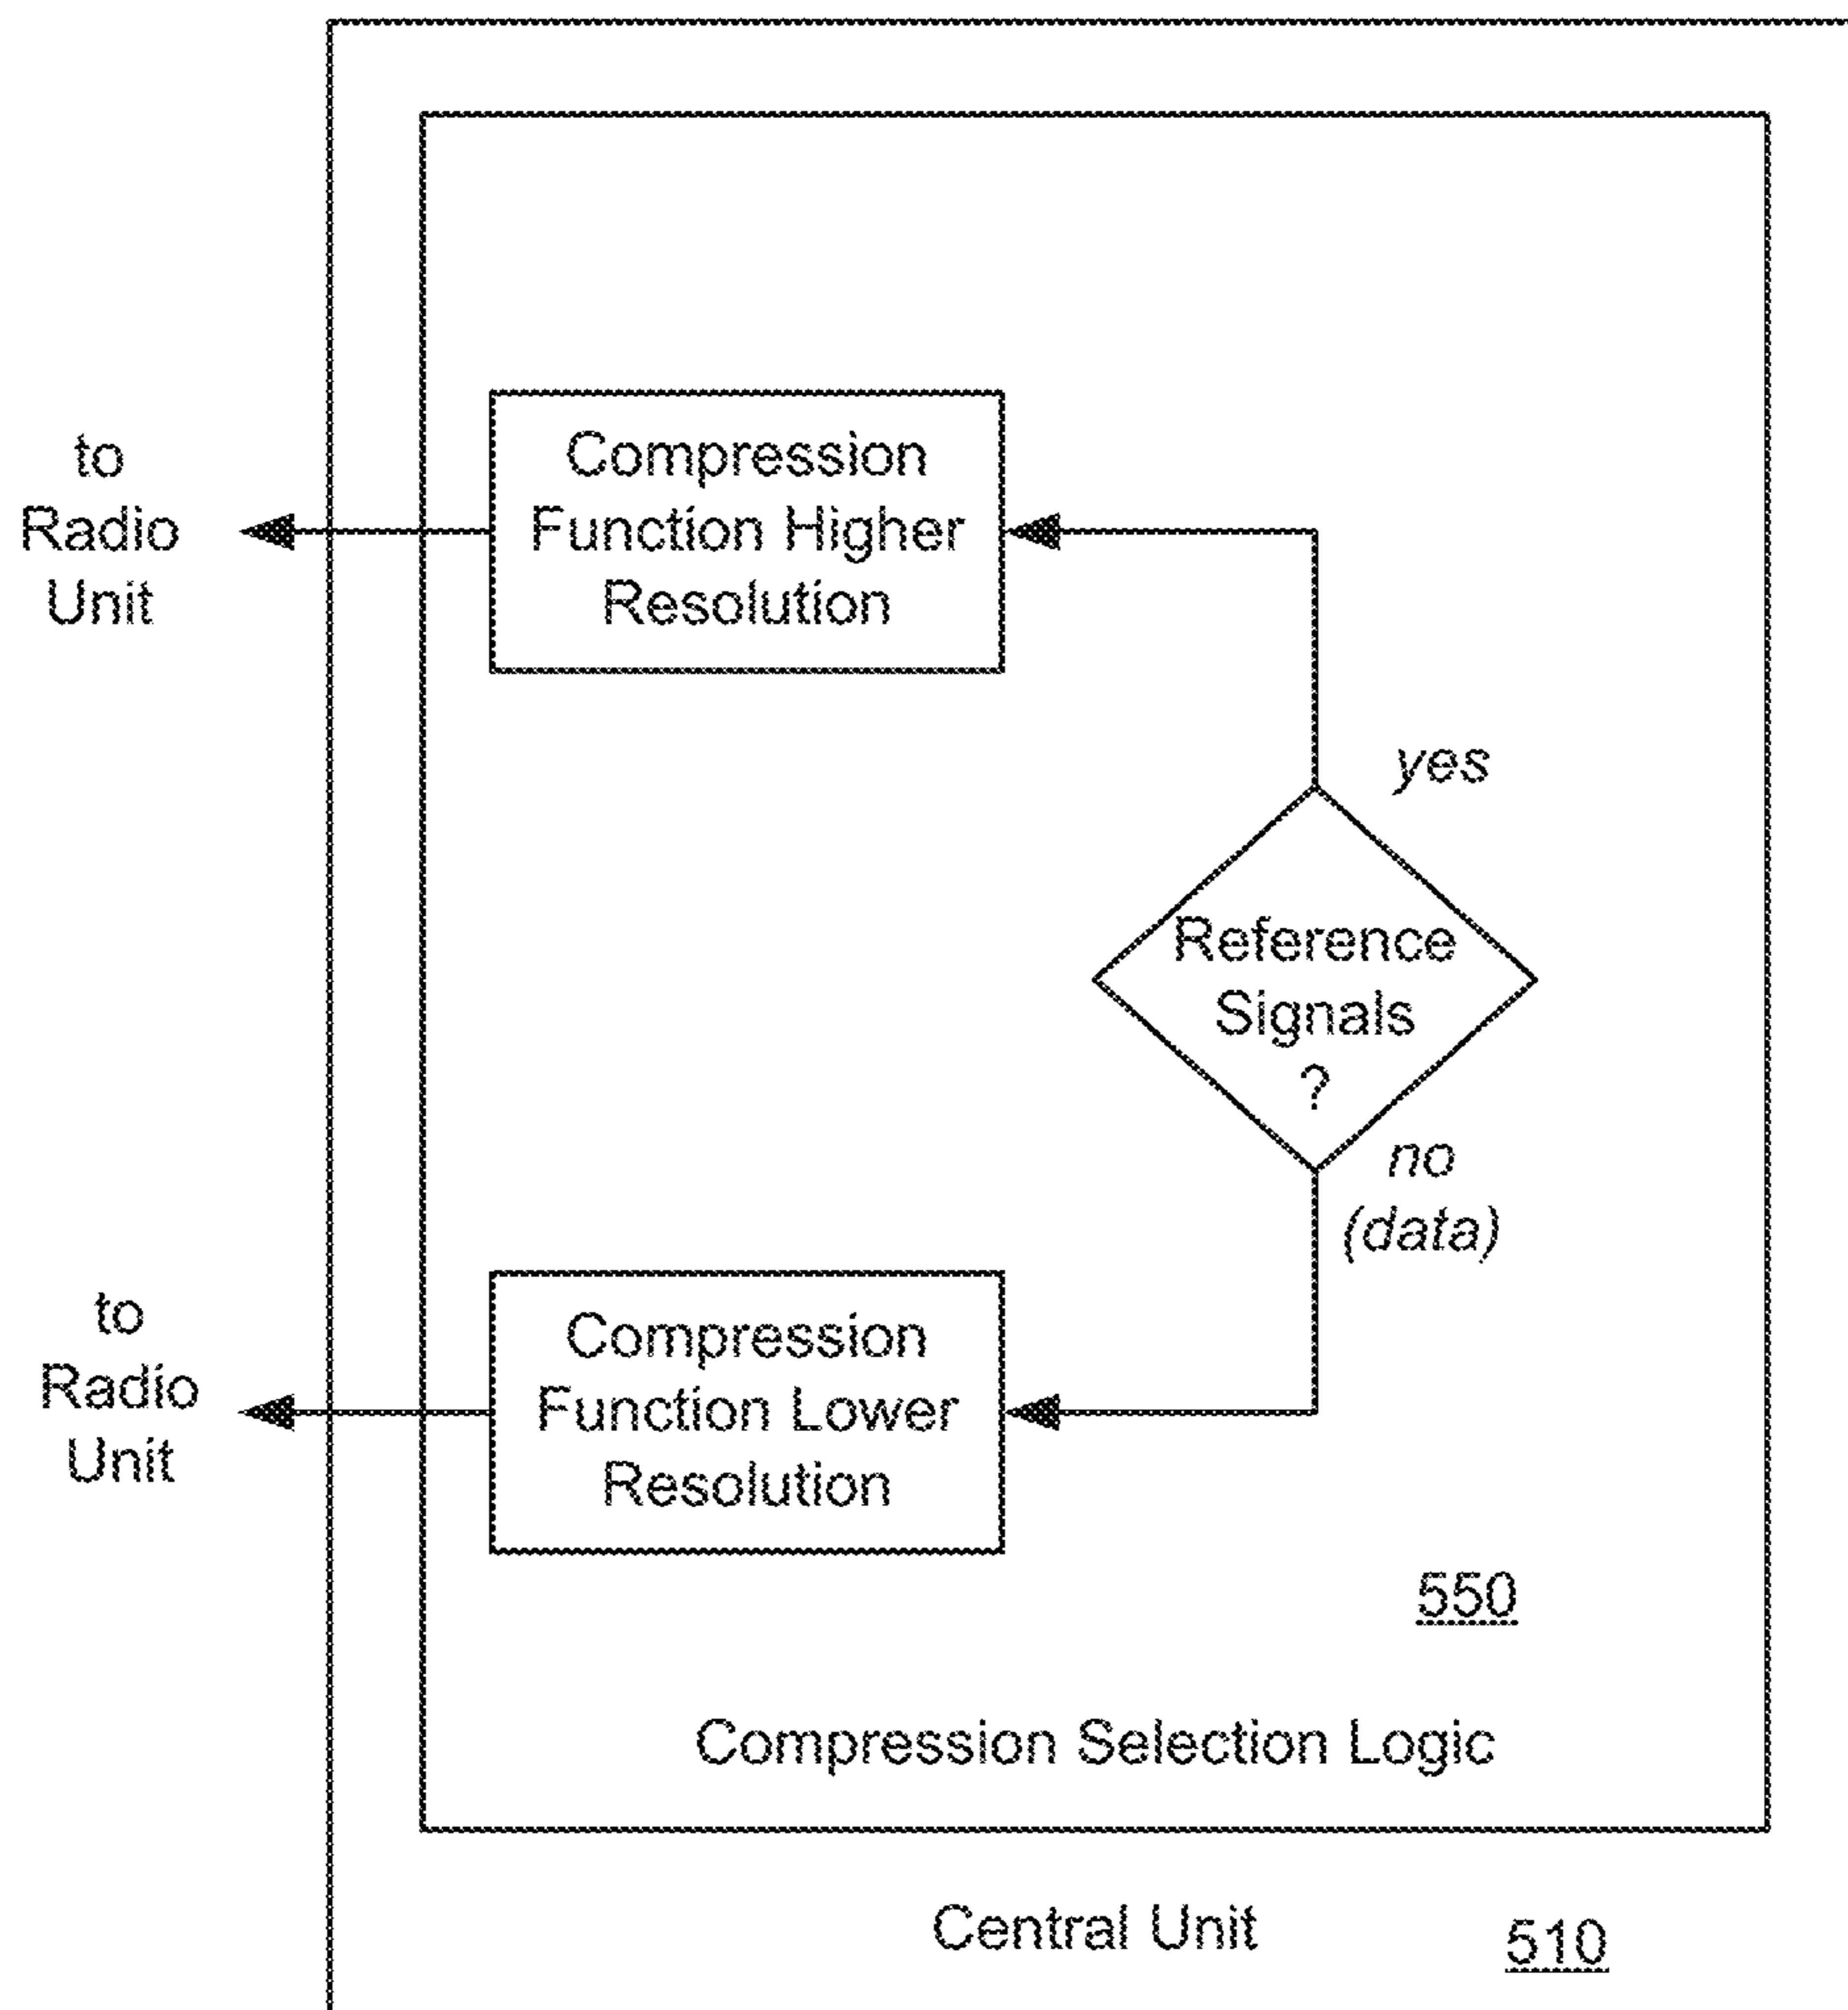 to
Radio
Unit
Compression
Function Higher
Resolution
yes
Reference
Signals
?
no
(data)
to
Radio
Unit
Compression
Function Lower
Resolution
550
Compression Selection Logic
Central Unit
510